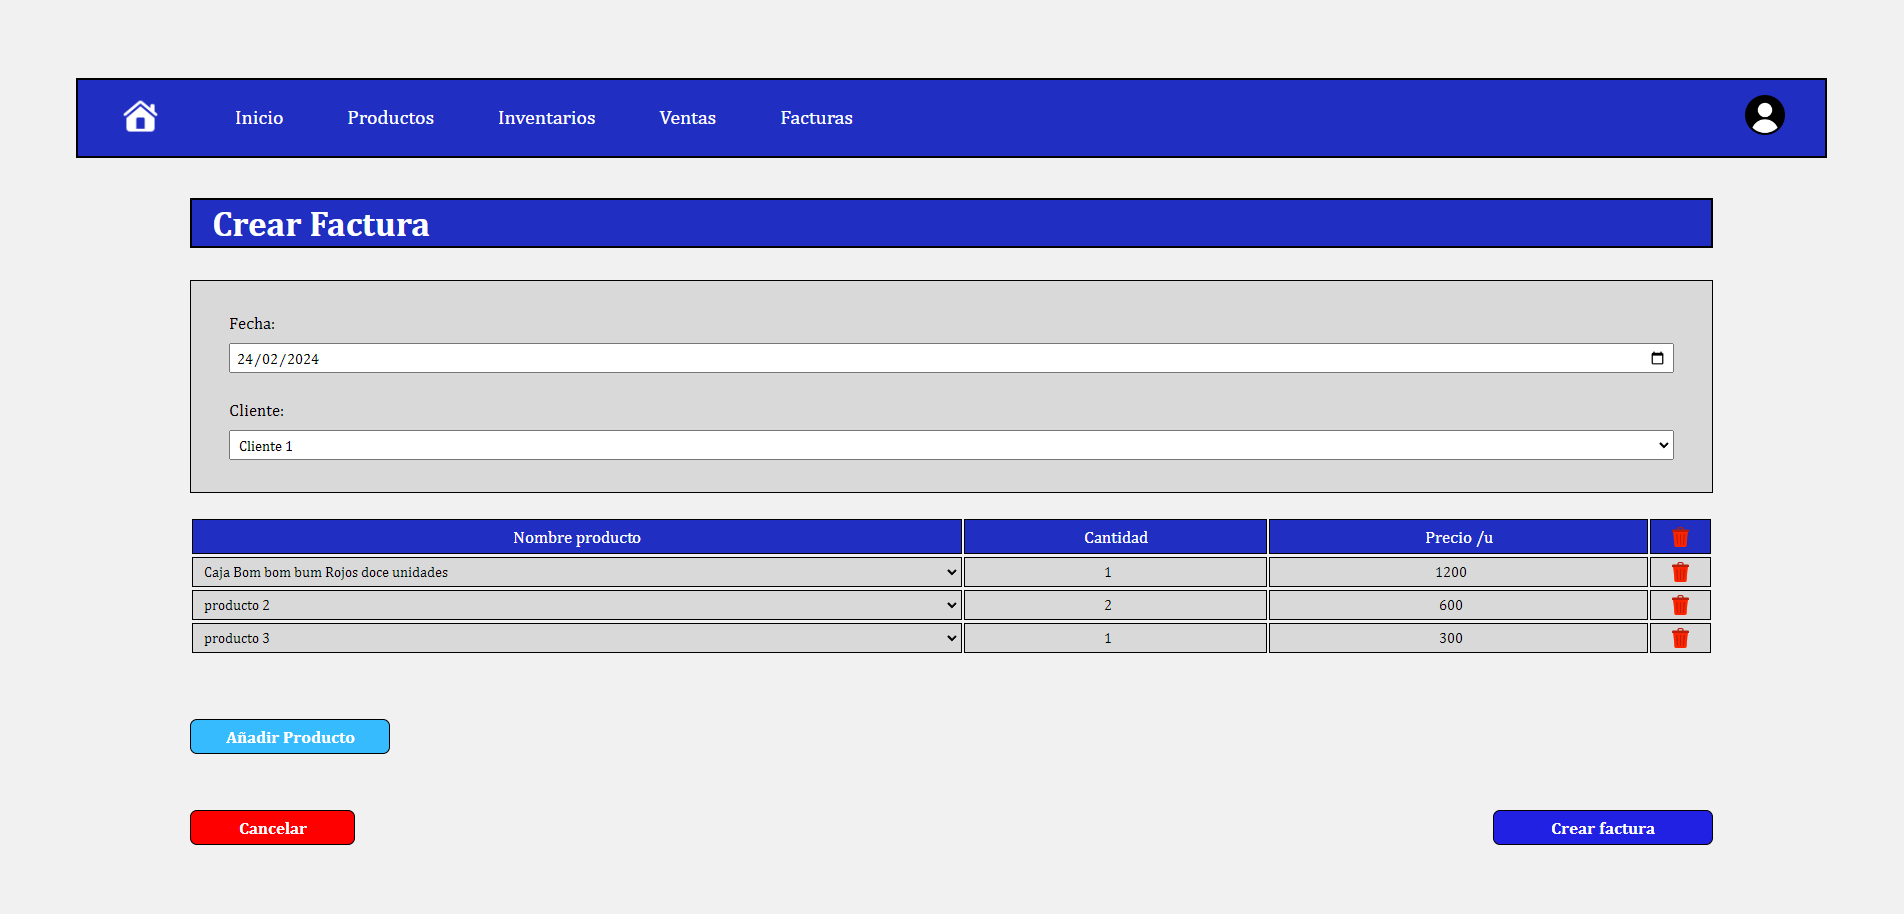 Inicio Productos Inventarios Ventas Facturas
Crear Factura
Fecha:
24/02/2024
Cliente:
Cliente 1
Nombre producto Cantidad Precio /u
Caja Bom bom bum Rojos doce unidades 1 1200
producto 2 2 600
producto 3 1 300
Añadir Producto
Cancelar Crear factura